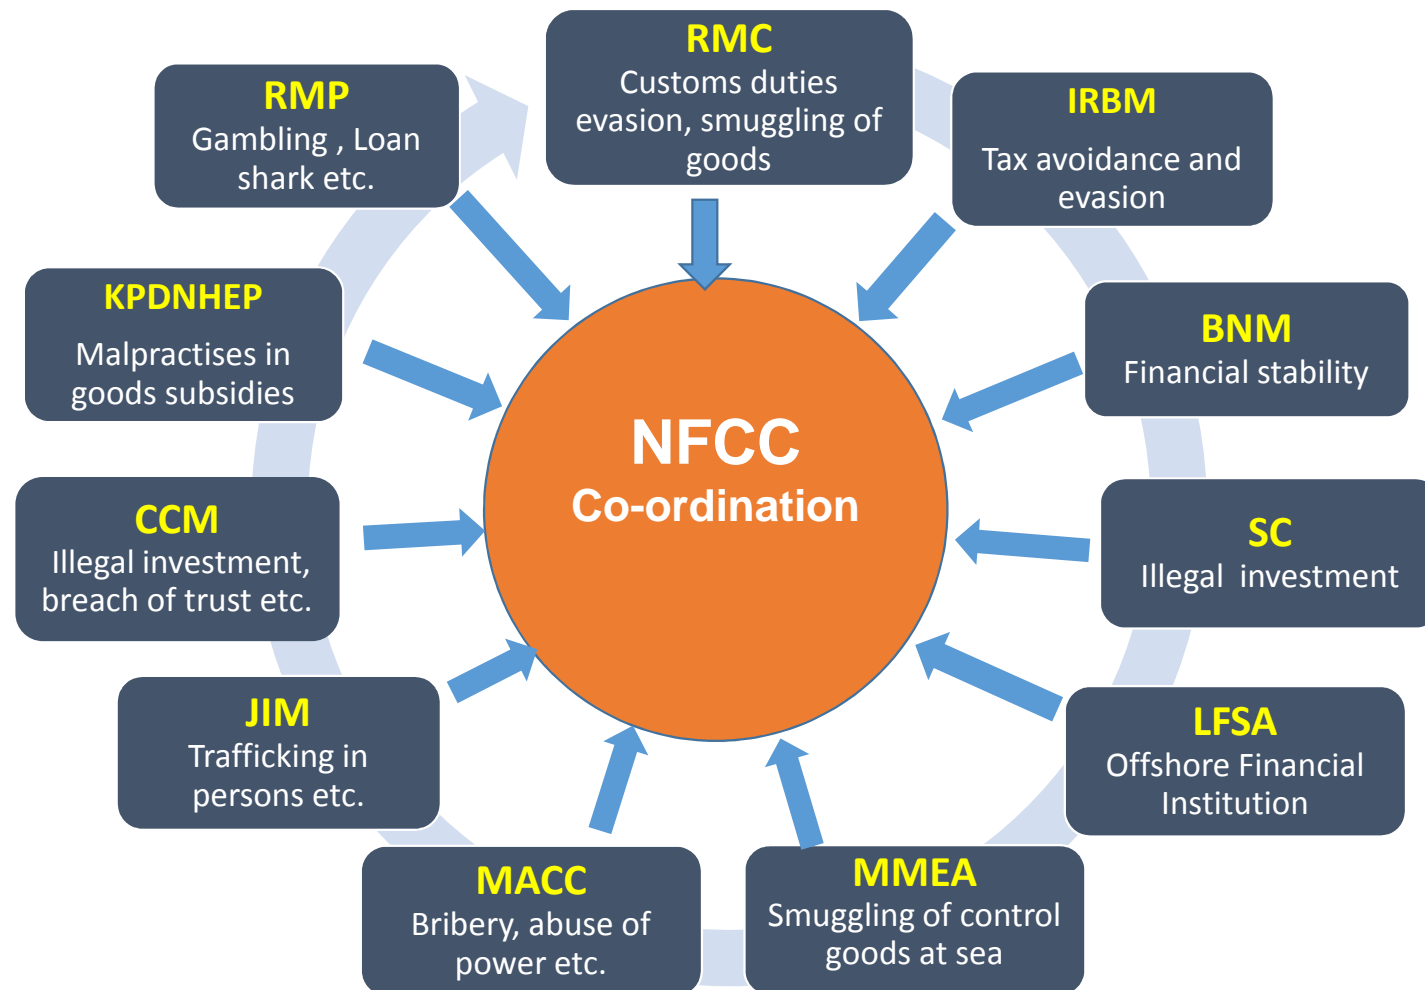 RMC
Customs duties
evasion, smuggling of
goods
IRBM
Tax avoidance and
evasion
BNM
Financial stability
SC
Illegal  investment
LFSA
Offshore Financial
Institution
MMEA
Smuggling of control
goods at sea
MACC
Bribery, abuse of
power etc.
JIM
Trafficking in
persons etc.
CCM
Illegal investment,
breach of trust etc.
KPDNHEP
Malpractises in
goods subsidies
RMP
Gambling , Loan
shark etc.
NFCC
Co-ordination